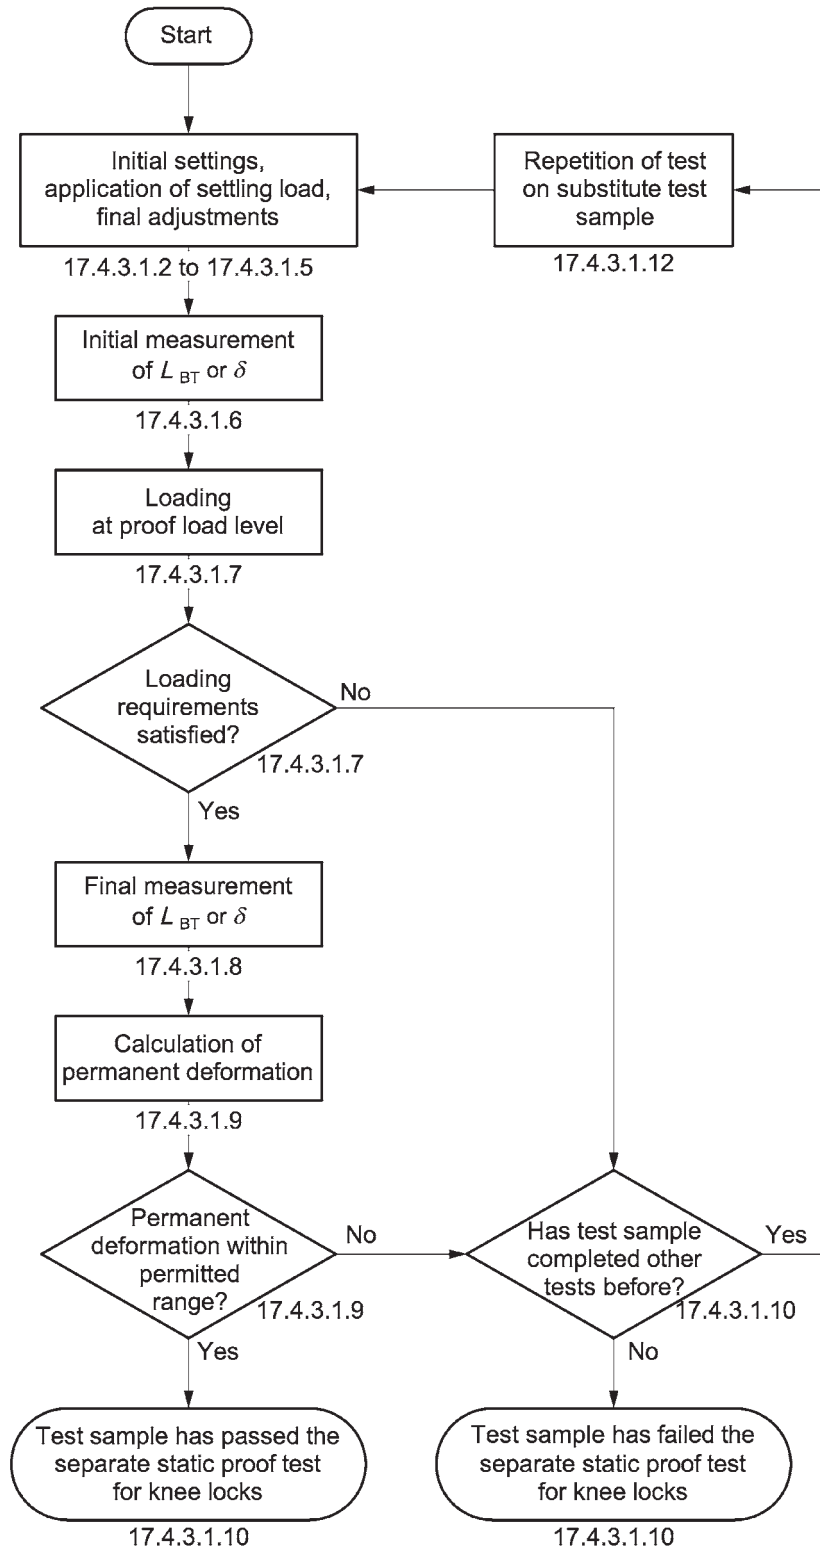 Start
Initial settings,
application of settling load,
final adjustments
17.4.3.1.2 to 17.4.3.1.5
Repetition of test
on substitute test
sample
17.4.3.1.12
Initial measurement
of L BT or δ
17.4.3.1.6
Loading
at proof load level
17.4.3.1.7
Loading
requirements
satisfied?
No
17.4.3.1.7
Yes
Final measurement
of L BT or δ
17.4.3.1.8
Calculation of
permanent deformation
17.4.3.1.9
Permanent
deformation within
permitted
range?
No
17.4.3.1.9
Yes
Has test sample
completed other
tests before?
Yes
17.4.3.1.10
No
Test sample has passed the
separate static proof test
for knee locks
17.4.3.1.10
Test sample has failed the
separate static proof test
for knee locks
17.4.3.1.10